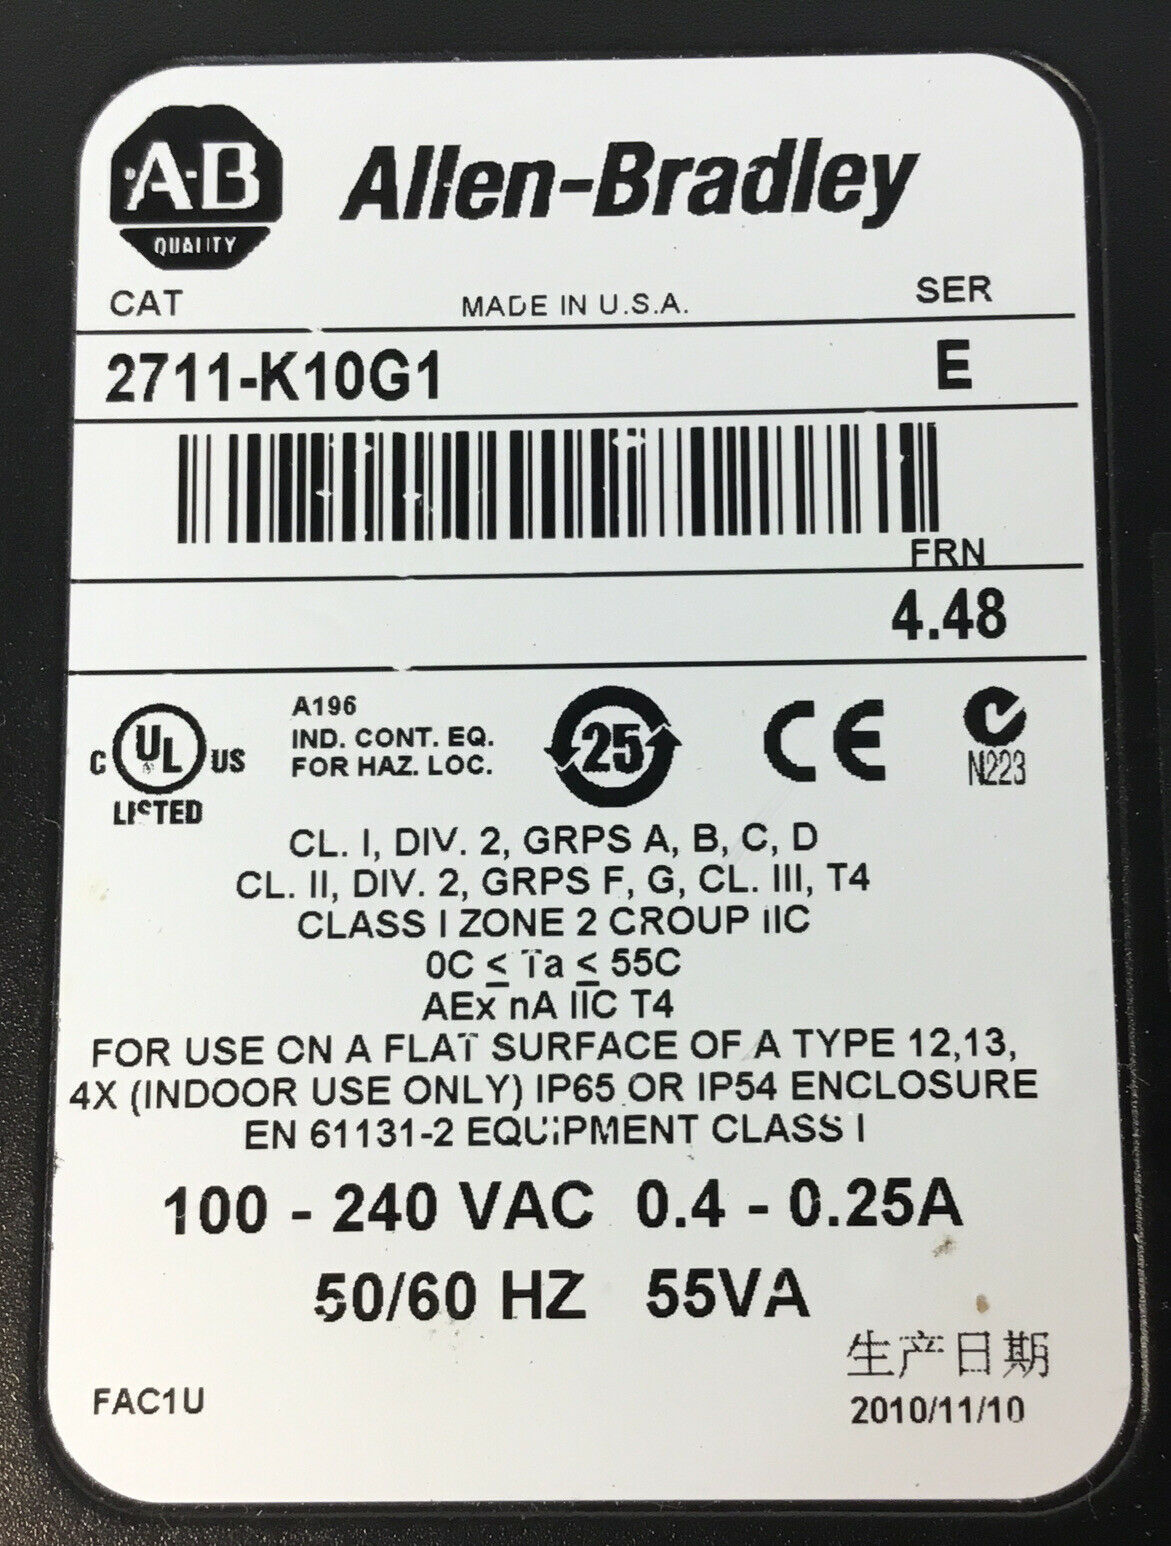 A-B
QUALITY
Allen-Bradley
CAT MADE IN U.S.A. SER
2711-K10G1 E
FRN
4.48
C UL US
LISTED
A196
IND. CONT. EQ.
FOR HAZ. LOC.
25
CE
N223
CL. I, DIV. 2, GRPS A, B, C, D
CL. II, DIV. 2, GRPS F, G, CL. III, T4
CLASS I ZONE 2 GROUP IIC
0C ≤ Ta ≤ 55C
AEx nA IIC T4
FOR USE ON A FLAT SURFACE OF A TYPE 12,13,
4X (INDOOR USE ONLY) IP65 OR IP54 ENCLOSURE
EN 61131-2 EQUIPMENT CLASS I
100 - 240 VAC 0.4 - 0.25A
50/60 HZ 55VA
生产日期
FAC1U 2010/11/10